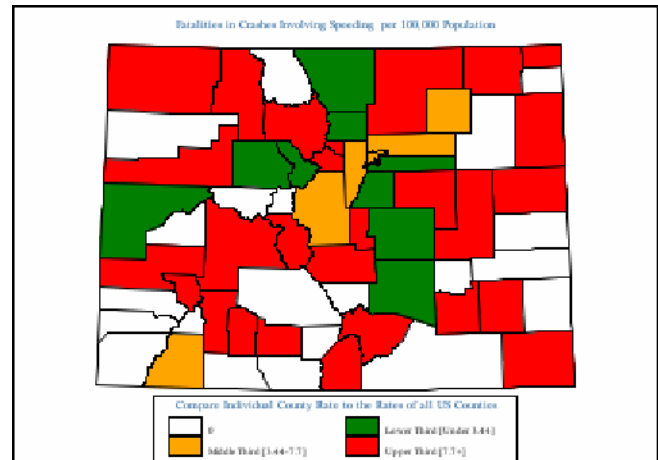 Fatalities in Crashes Involving Speeding per 100,000 Population
Compare Individual County Rate to the Rates of all US Counties
0
Lower Third [Under 3.44]
Middle Third [3.44-7.7]
Upper Third [7.7+]